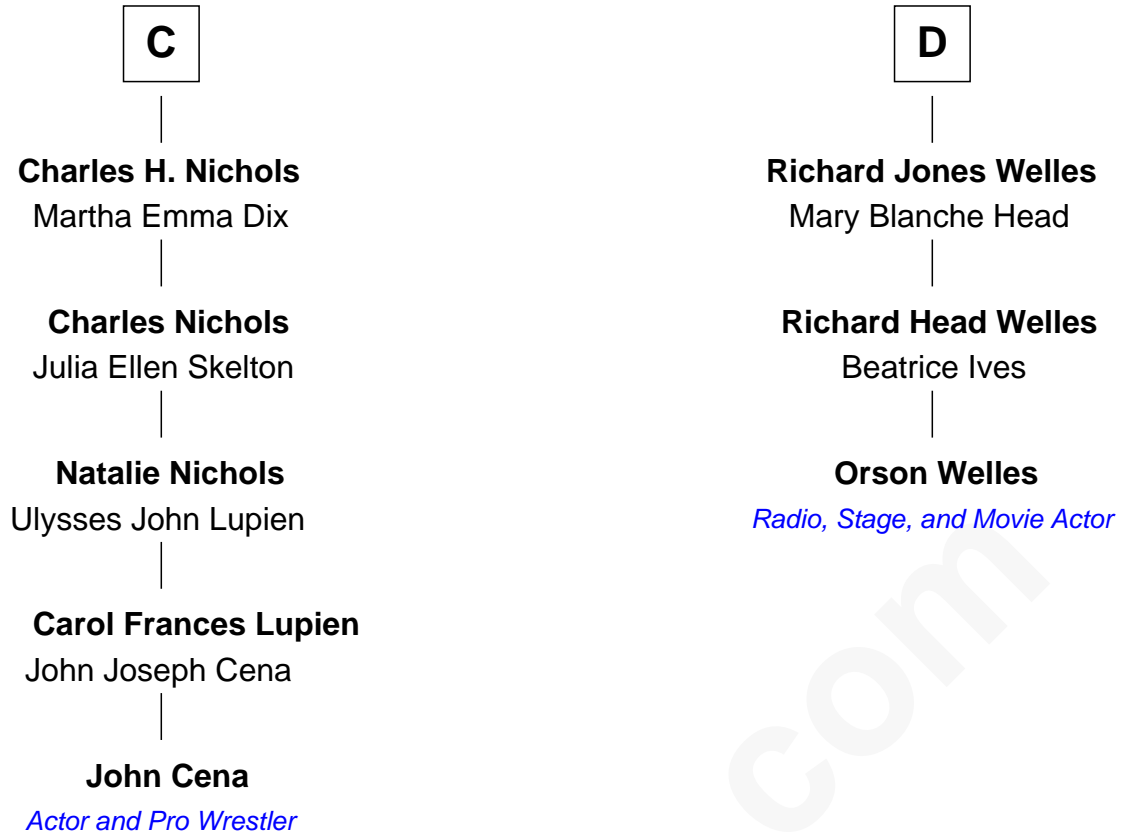 C
Charles H. Nichols
Martha Emma Dix
Charles Nichols
Julia Ellen Skelton
Natalie Nichols
Ulysses John Lupien
Carol Frances Lupien
John Joseph Cena
John Cena
Actor and Pro Wrestler
D
Richard Jones Welles
Mary Blanche Head
Richard Head Welles
Beatrice Ives
Orson Welles
Radio, Stage, and Movie Actor
com